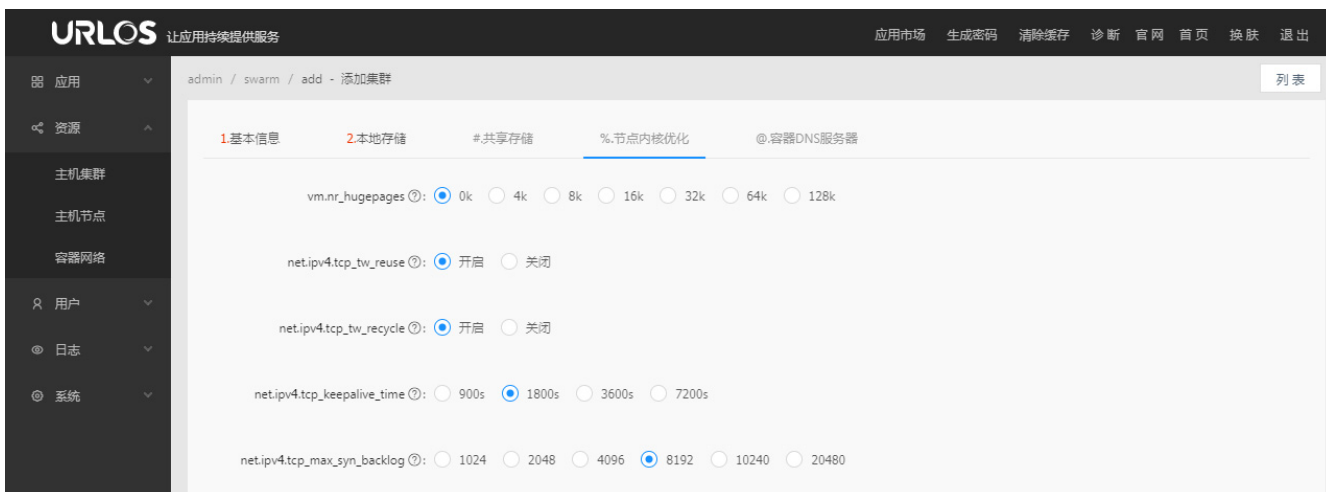 URLOS 让应用持续提供服务 应用市场 生成密码 清除缓存 诊断 官网 首页 换肤 退出
应用
admin / swarm / add - 添加集群 列表
资源
1.基本信息 2.本地存储 #.共享存储 %.节点内核优化 @.容器DNS服务器
主机集群
vm.nr_hugepages ?: 0k 4k 8k 16k 32k 64k 128k
主机节点
容器网络
net.ipv4.tcp_tw_reuse ?: 开启 关闭
用户
net.ipv4.tcp_tw_recycle ?: 开启 关闭
日志
系统
net.ipv4.tcp_keepalive_time ?: 900s 1800s 3600s 7200s
net.ipv4.tcp_max_syn_backlog ?: 1024 2048 4096 8192 10240 20480